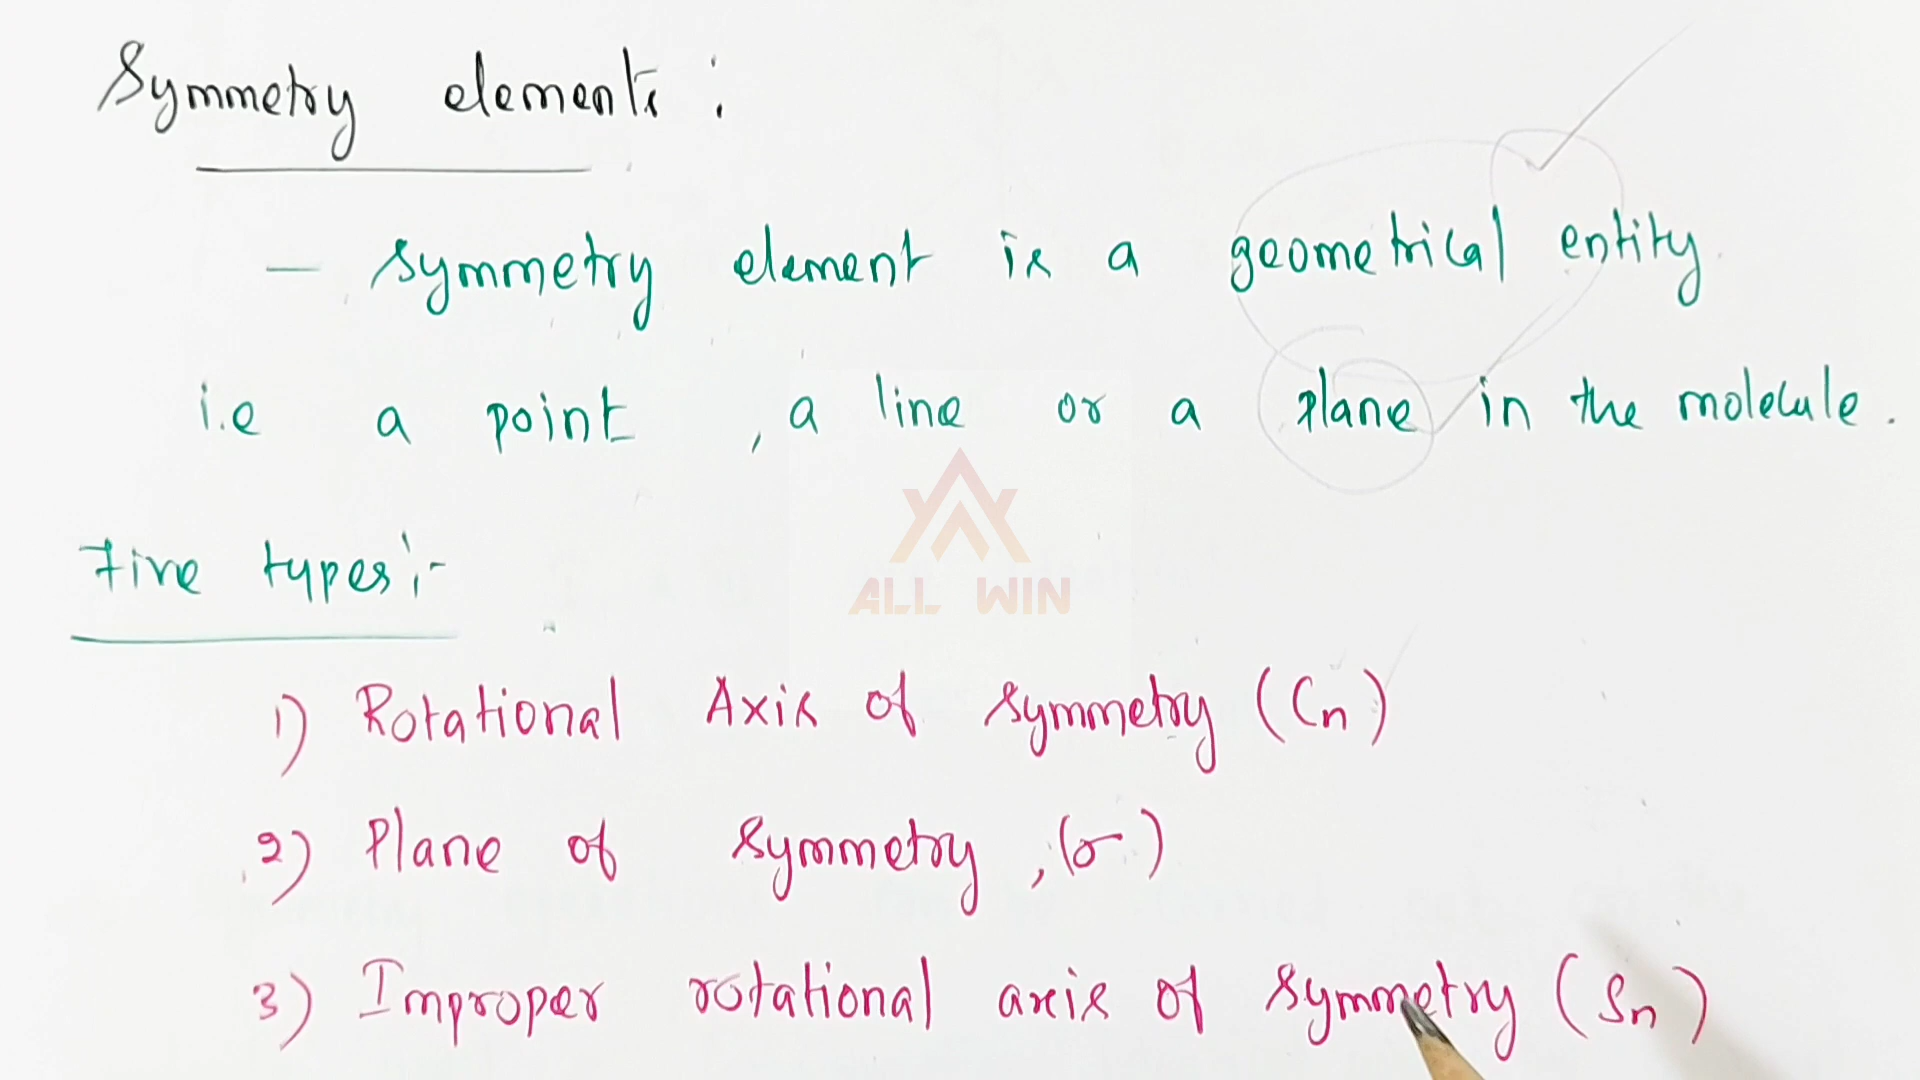 Symmetry elements :
- symmetry element is a geometrical entity
i.e a point , a line or a plane in the molecule .
Five types :-
1) Rotational Axis of symmetry (Cn)
2) Plane of symmetry , (σ)
3) Improper rotational axis of symmetry (Sn)
ALL WIN